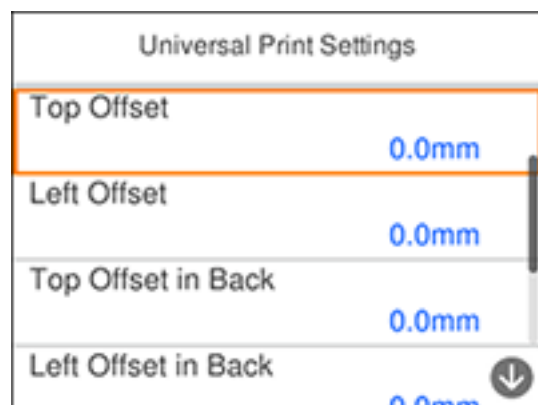 Universal Print Settings
Top Offset
0.0mm
Left Offset
0.0mm
Top Offset in Back
0.0mm
Left Offset in Back